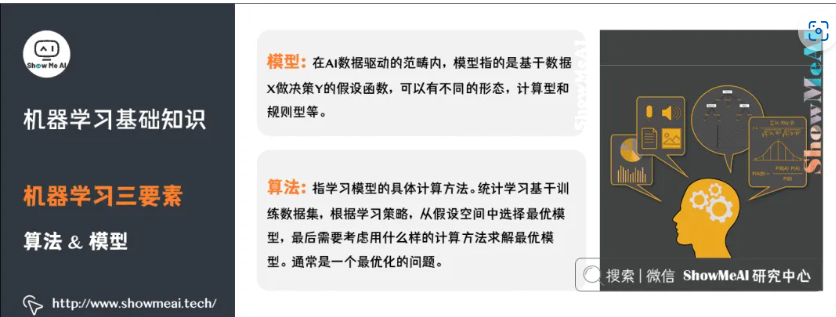 Show Me AI
机器学习基础知识
机器学习三要素
算法 & 模型
http://www.showmeai.tech/
模型：在AI数据驱动的范畴内，模型指的是基于数据
X做决策Y的假设函数，可以有不同的形态，计算型和
规则型等。
算法：指学习模型的具体计算方法。统计学习基于训
练数据集，根据学习策略，从假设空间中选择最优模
型，最后需要考虑用什么样的计算方法求解最优模
型。通常是一个最优化的问题。
ShowMeAI
ShowMeAI
搜索 | 微信 ShowMeAI 研究中心